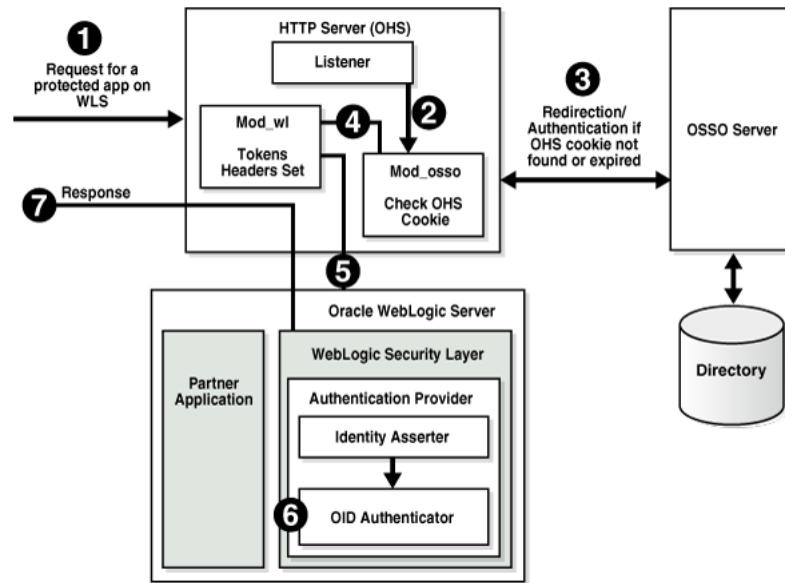 1
Request for a
protected app on
WLS
HTTP Server (OHS)
Listener
2
Mod_wl
Tokens
Headers Set
4
Mod_osso
Check OHS
Cookie
3
Redirection/
Authentication if
OHS cookie not
found or expired
OSSO Server
Directory
7
Response
5
Oracle WebLogic Server
Partner
Application
WebLogic Security Layer
Authentication Provider
Identity Asserter
6
OID Authenticator